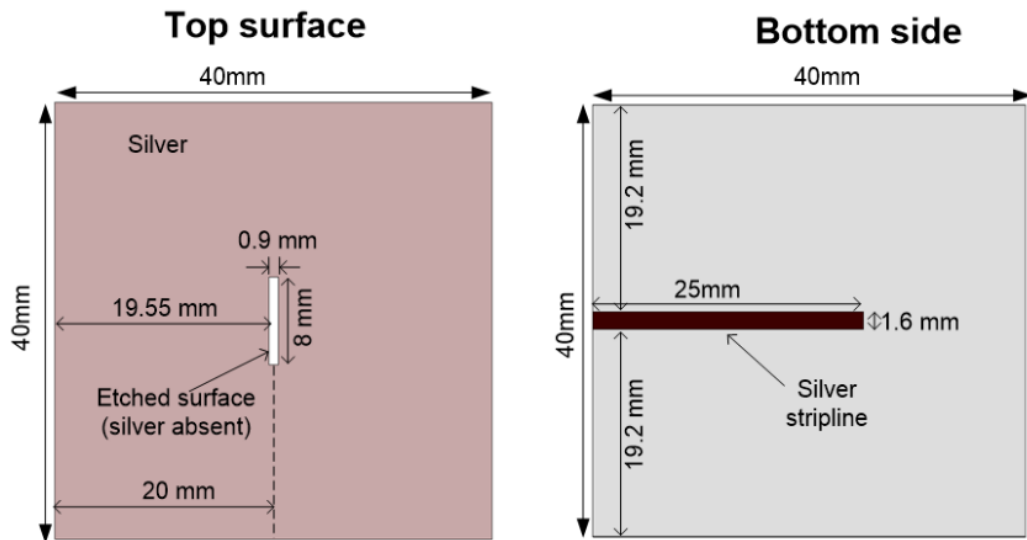 Top surface
40mm
Silver
40mm
0.9 mm
19.55 mm
8 mm
Etched surface
(silver absent)
20 mm
Bottom side
40mm
40mm
19.2 mm
25mm
1.6 mm
Silver
stripline
19.2 mm